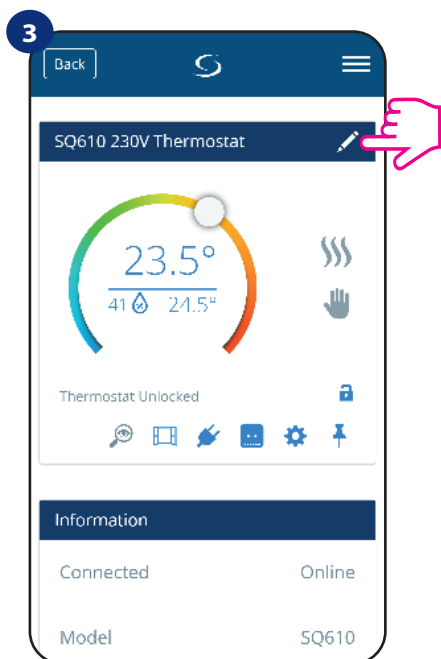 3
Back
SQ610 230V Thermostat
23.5°
41 24.5°
Thermostat Unlocked
Information
Connected Online
Model SQ610